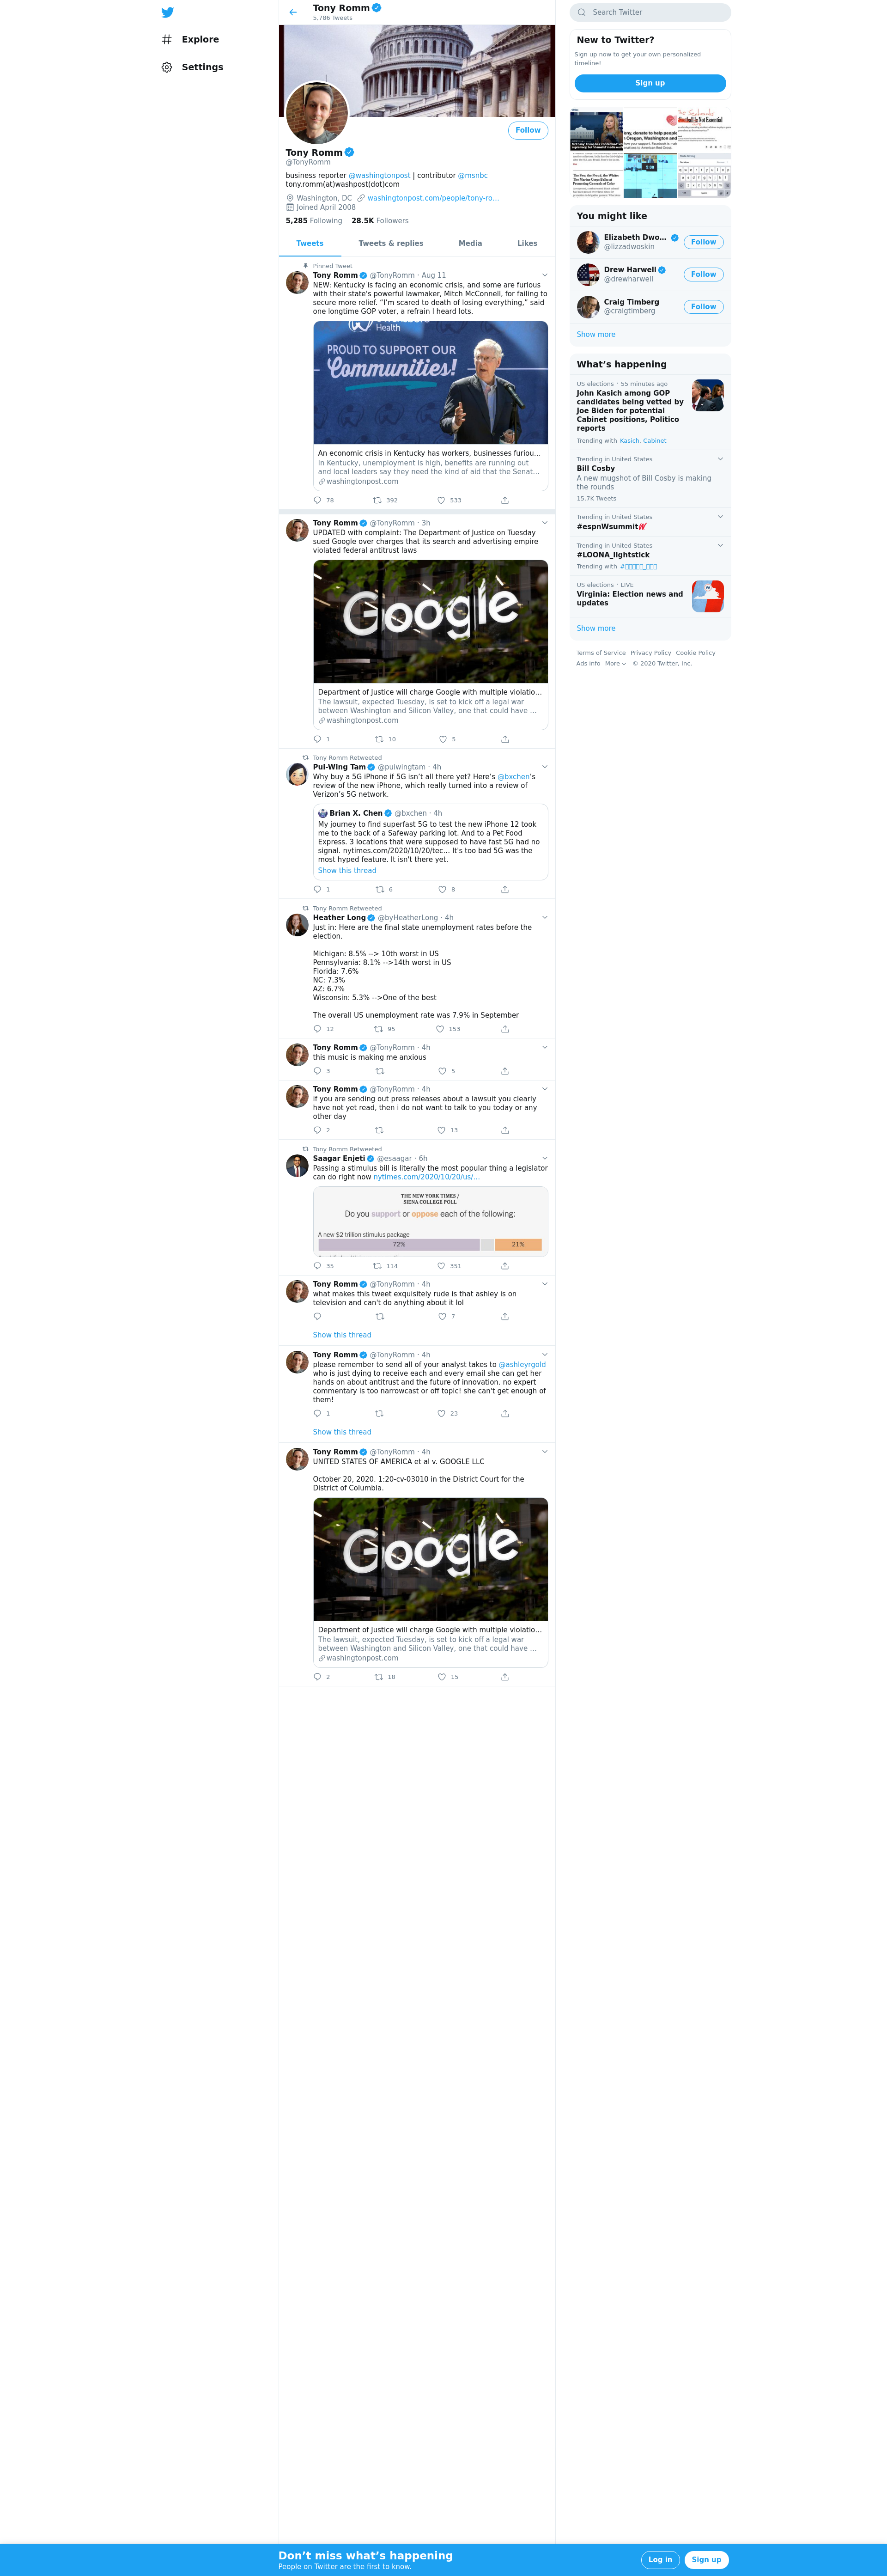 Explore
Settings
Tony Romm
5,786 Tweets
Follow
Tony Romm
@TonyRomm
business reporter @washingtonpost | contributor @msnbc
tony.romm(at)washpost(dot)com
Washington, DC washingtonpost.com/people/tony-ro…
Joined April 2008
5,285 Following 28.5K Followers
Tweets Tweets & replies Media Likes
Pinned Tweet
Tony Romm @TonyRomm · Aug 11
NEW: Kentucky is facing an economic crisis, and some are furious
with their state's powerful lawmaker, Mitch McConnell, for failing to
secure more relief. “I’m scared to death of losing everything,” said
one longtime GOP voter, a refrain I heard lots.
Health
PROUD TO SUPPORT OUR
Communities!
An economic crisis in Kentucky has workers, businesses furiou…
In Kentucky, unemployment is high, benefits are running out
and local leaders say they need the kind of aid that the Senat…
washingtonpost.com
78 392 533
Tony Romm @TonyRomm · 3h
UPDATED with complaint: The Department of Justice on Tuesday
sued Google over charges that its search and advertising empire
violated federal antitrust laws
Google
Department of Justice will charge Google with multiple violatio…
The lawsuit, expected Tuesday, is set to kick off a legal war
between Washington and Silicon Valley, one that could have …
washingtonpost.com
1 10 5
Tony Romm Retweeted
Pui-Wing Tam @puiwingtam · 4h
Why buy a 5G iPhone if 5G isn’t all there yet? Here’s @bxchen's
review of the new iPhone, which really turned into a review of
Verizon’s 5G network.
Brian X. Chen @bxchen · 4h
My journey to find superfast 5G to test the new iPhone 12 took
me to the back of a Safeway parking lot. And to a Pet Food
Express. 3 locations that were supposed to have fast 5G had no
signal. nytimes.com/2020/10/20/tec… It's too bad 5G was the
most hyped feature. It isn't there yet.
Show this thread
1 6 8
Tony Romm Retweeted
Heather Long @byHeatherLong · 4h
Just in: Here are the final state unemployment rates before the
election.
Michigan: 8.5% --> 10th worst in US
Pennsylvania: 8.1% -->14th worst in US
Florida: 7.6%
NC: 7.3%
AZ: 6.7%
Wisconsin: 5.3% -->One of the best
The overall US unemployment rate was 7.9% in September
12 95 153
Tony Romm @TonyRomm · 4h
this music is making me anxious
3 5
Tony Romm @TonyRomm · 4h
if you are sending out press releases about a lawsuit you clearly
have not yet read, then i do not want to talk to you today or any
other day
2 13
Tony Romm Retweeted
Saagar Enjeti @esaagar · 6h
Passing a stimulus bill is literally the most popular thing a legislator
can do right now nytimes.com/2020/10/20/us/…
THE NEW YORK TIMES /
SIENA COLLEGE POLL
Do you support or oppose each of the following:
A new $2 trillion stimulus package
72% 21%
35 114 351
Tony Romm @TonyRomm · 4h
what makes this tweet exquisitely rude is that ashley is on
television and can't do anything about it lol
7
Show this thread
Tony Romm @TonyRomm · 4h
please remember to send all of your analyst takes to @ashleyrgold
who is just dying to receive each and every email she can get her
hands on about antitrust and the future of innovation. no expert
commentary is too narrowcast or off topic! she can't get enough of
them!
1 23
Show this thread
Tony Romm @TonyRomm · 4h
UNITED STATES OF AMERICA et al v. GOOGLE LLC
October 20, 2020. 1:20-cv-03010 in the District Court for the
District of Columbia.
Google
Department of Justice will charge Google with multiple violatio…
The lawsuit, expected Tuesday, is set to kick off a legal war
between Washington and Silicon Valley, one that could have …
washingtonpost.com
2 18 15
Search Twitter
New to Twitter?
Sign up now to get your own personalized
timeline!
Sign up
You might like
Elizabeth Dwo…
@lizzadwoskin
Follow
Drew Harwell
@drewharwell
Follow
Craig Timberg
@craigtimberg
Follow
Show more
What’s happening
US elections · 55 minutes ago
John Kasich among GOP
candidates being vetted by
Joe Biden for potential
Cabinet positions, Politico
reports
Trending with Kasich, Cabinet
Trending in United States
Bill Cosby
A new mugshot of Bill Cosby is making
the rounds
15.7K Tweets
Trending in United States
#espnWsummit
Trending in United States
#LOONA_lightstick
Trending with
US elections · LIVE
Virginia: Election news and
updates
Show more
Terms of Service Privacy Policy Cookie Policy
Ads info More © 2020 Twitter, Inc.
Don’t miss what’s happening
People on Twitter are the first to know.
Log in Sign up